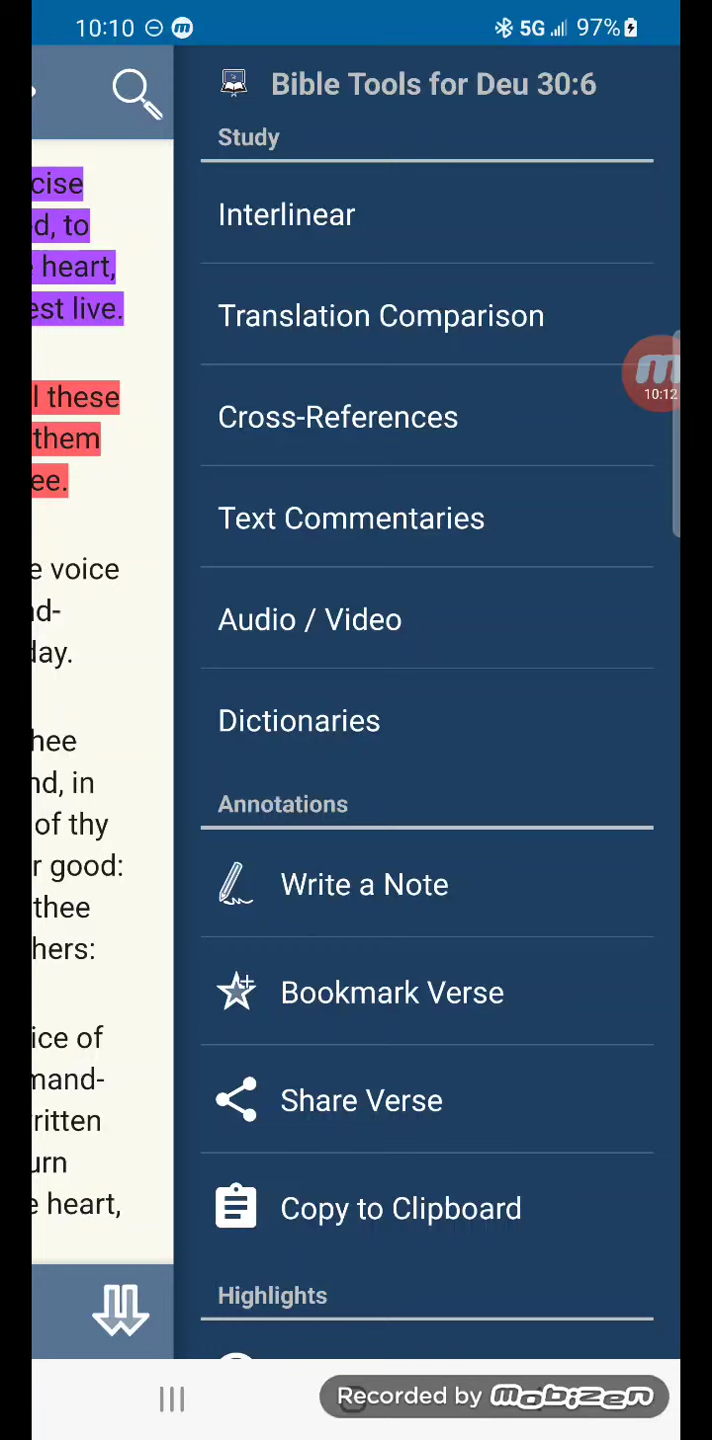 10:10
5G 97%
Bible Tools for Deu 30:6
Study
Interlinear
Translation Comparison
Cross-References
Text Commentaries
Audio / Video
Dictionaries
Annotations
Write a Note
Bookmark Verse
Share Verse
Copy to Clipboard
Highlights
cise
d, to
heart,
est live.
l these
them
ee.
e voice
nd-
day.
hee
nd, in
of thy
r good:
thee
hers:
ice of
mand-
ritten
urn
e heart,
m
10:12
Recorded by mobizen